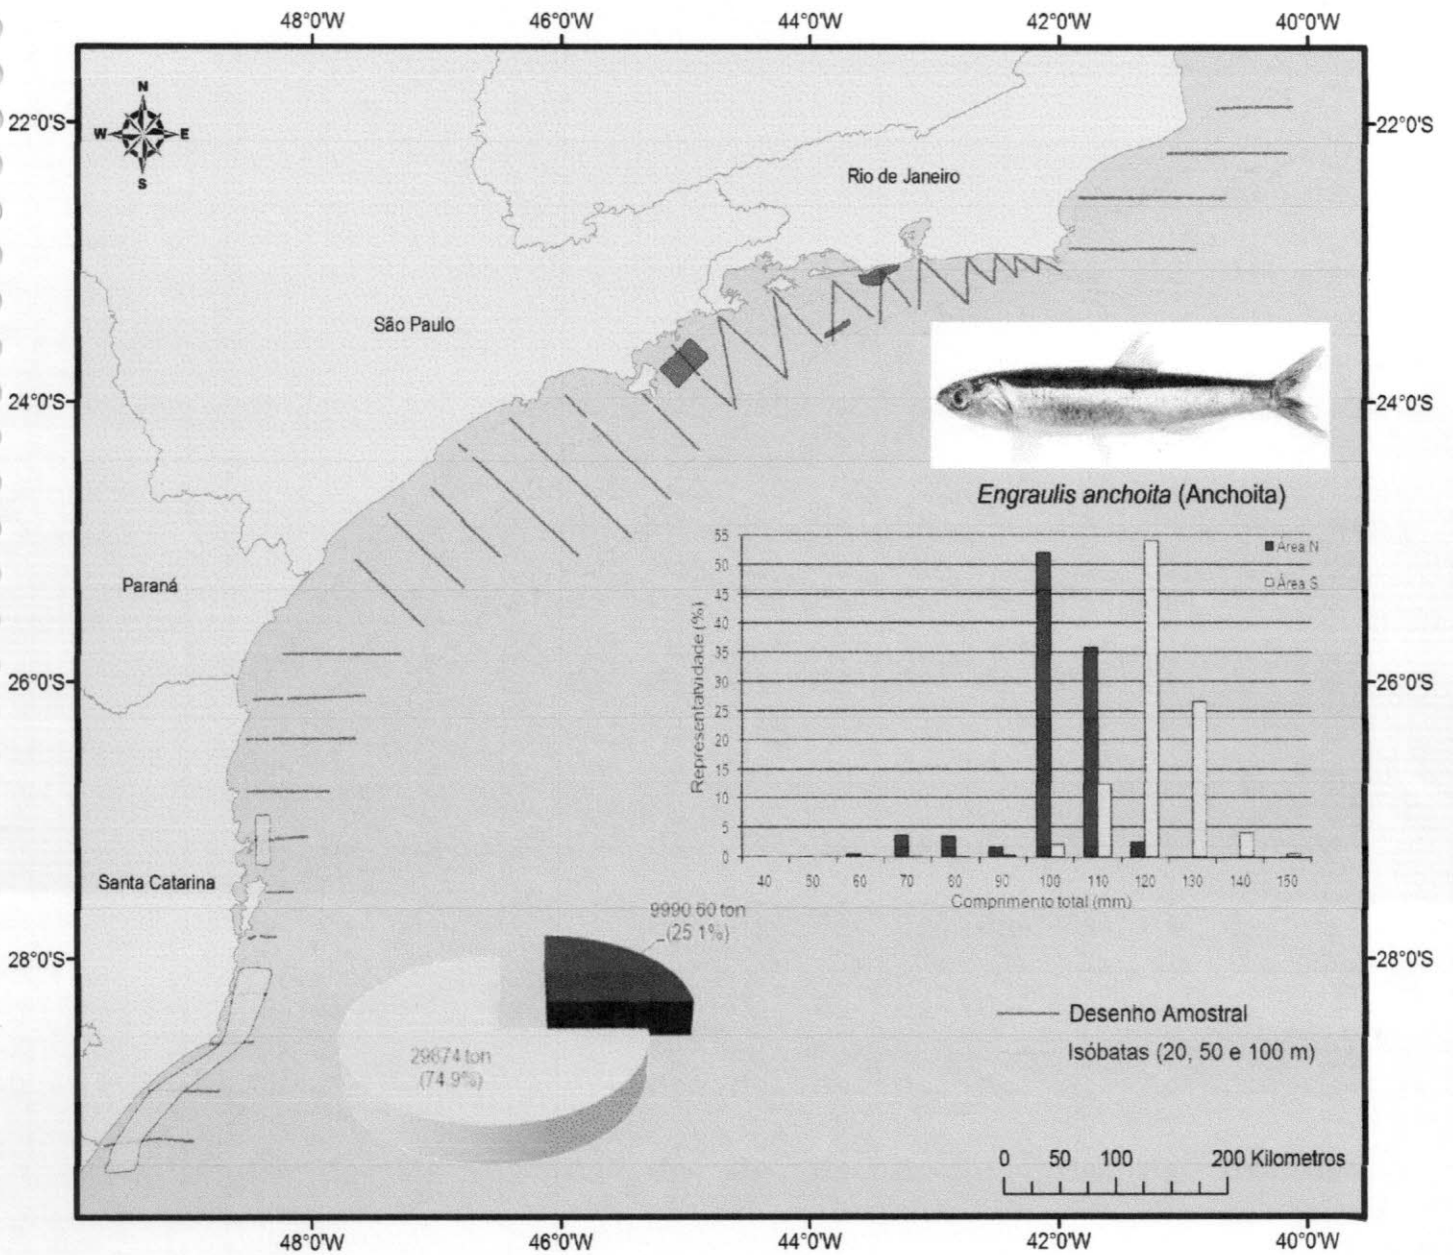 48°0'W 46°0'W 44°0'W 42°0'W 40°0'W
N
W E
S
22°0'S 22°0'S
Rio de Janeiro
São Paulo
24°0'S 24°0'S
Engraulis anchoita (Anchoita)
Paraná
26°0'S 26°0'S
Santa Catarina
28°0'S 28°0'S
Representatvidade (%)
55
50
45
40
35
30
25
20
15
10
5
0
Área N
Área S
40 50 60 70 80 90 100 110 120 130 140 150
Comprimento total (mm)
9990 60 ton
(25 1%)
29874 ton
(74.9%)
Desenho Amostral
Isóbatas (20, 50 e 100 m)
0 50 100 200 Kilometros
48°0'W 46°0'W 44°0'W 42°0'W 40°0'W